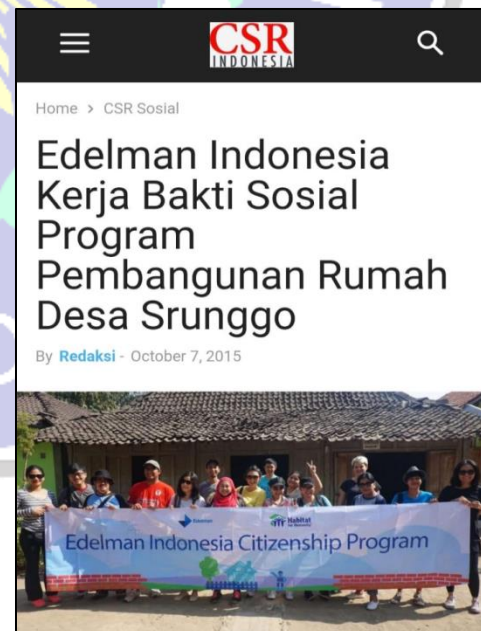 CSR
INDONESIA
Home > CSR Sosial
Edelman Indonesia
Kerja Bakti Sosial
Program
Pembangunan Rumah
Desa Srunggo
By Redaksi - October 7, 2015
Edelman
Habitat
for Humanity
Edelman Indonesia Citizenship Program